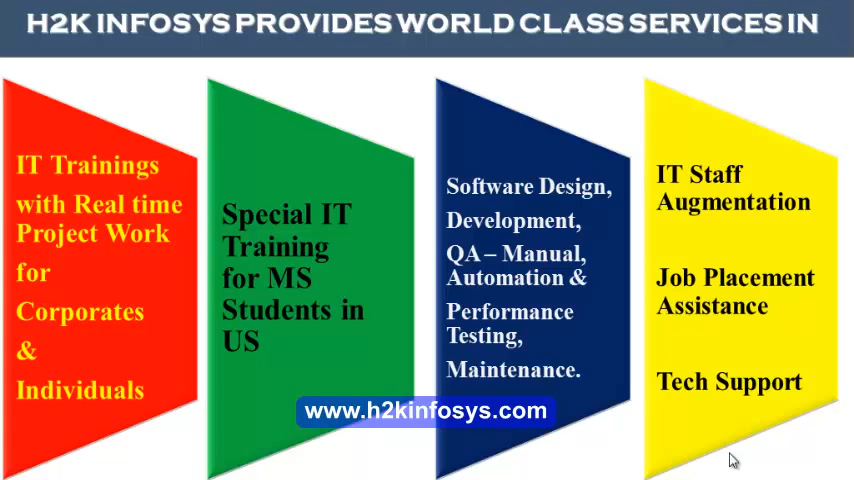 H2K INFOSYS PROVIDES WORLD CLASS SERVICES IN
IT Trainings
with Real time
Project Work
for
Corporates
&
Individuals
Special IT
Training
for MS
Students in
US
Software Design,
Development,
QA – Manual,
Automation &
Performance
Testing,
Maintenance.
IT Staff
Augmentation
Job Placement
Assistance
Tech Support
www.h2kinfosys.com